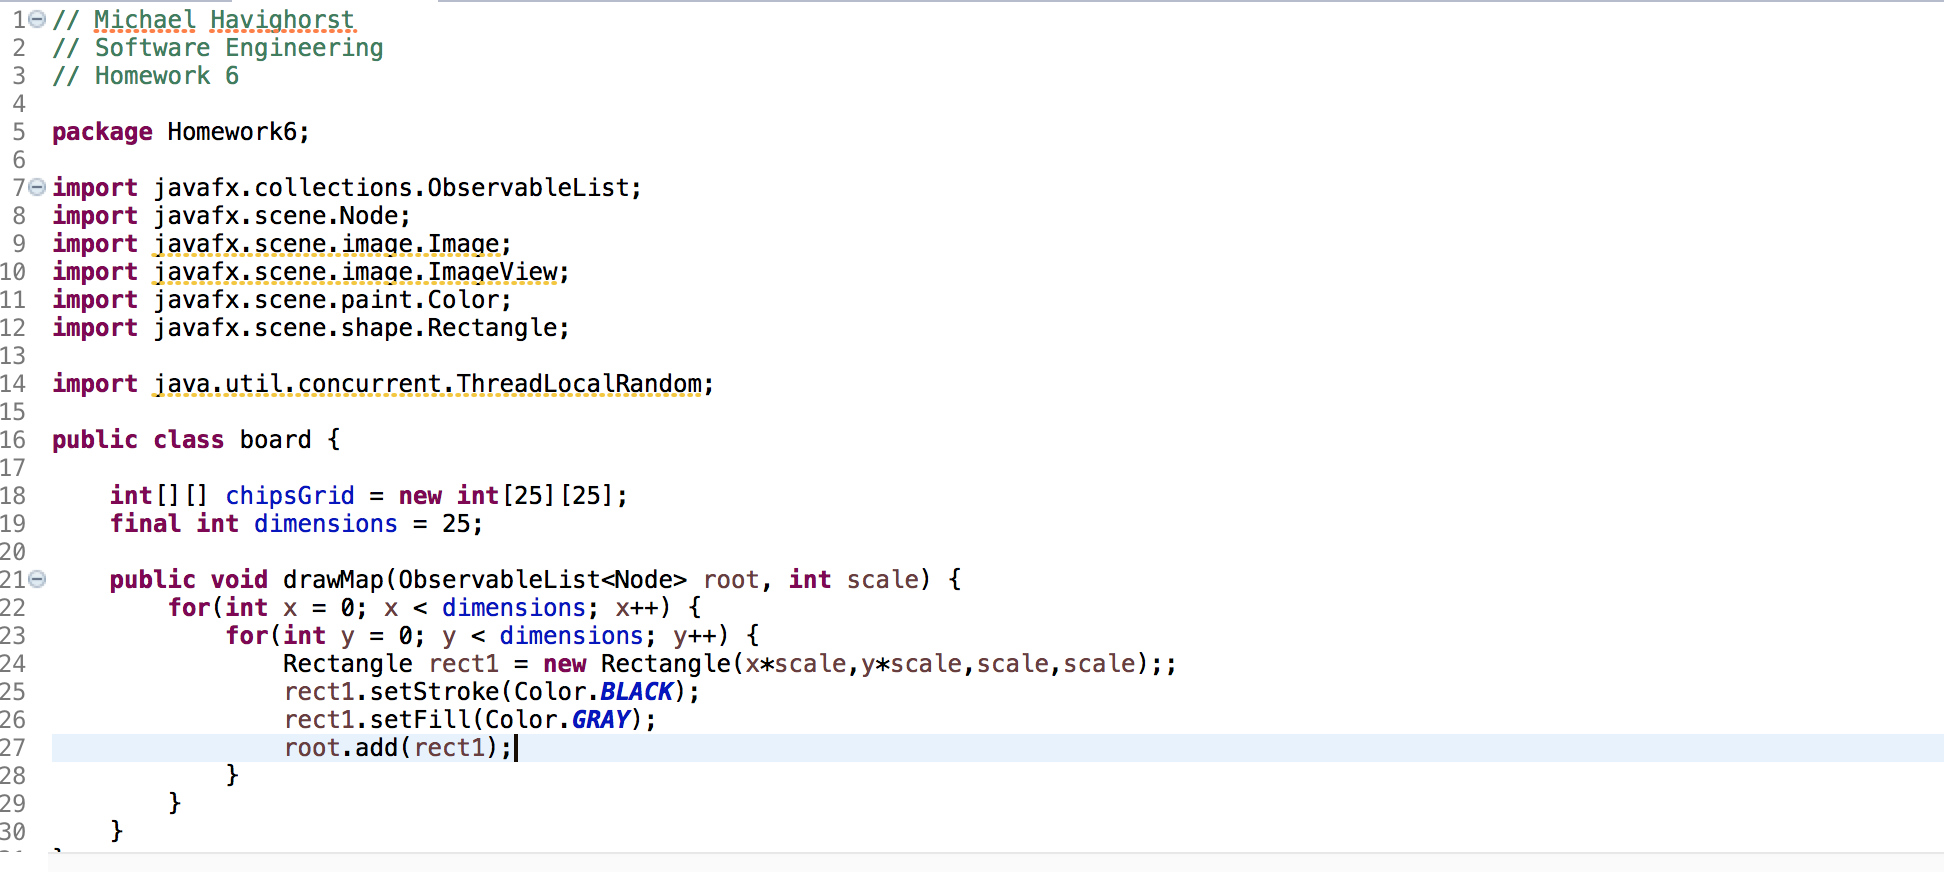 1 // Michael Havighorst
2 // Software Engineering
3 // Homework 6
4
5 package Homework6;
6
7 import javafx.collections.ObservableList;
8 import javafx.scene.Node;
9 import javafx.scene.image.Image;
10 import javafx.scene.image.ImageView;
11 import javafx.scene.paint.Color;
12 import javafx.scene.shape.Rectangle;
13
14 import java.util.concurrent.ThreadLocalRandom;
15
16 public class board {
17
18     int[][] chipsGrid = new int[25][25];
19     final int dimensions = 25;
20
21     public void drawMap(ObservableList<Node> root, int scale) {
22         for(int x = 0; x < dimensions; x++) {
23             for(int y = 0; y < dimensions; y++) {
24                 Rectangle rect1 = new Rectangle(x*scale,y*scale,scale,scale);;
25                 rect1.setStroke(Color.BLACK);
26                 rect1.setFill(Color.GRAY);
27                 root.add(rect1);
28             }
29         }
30     }